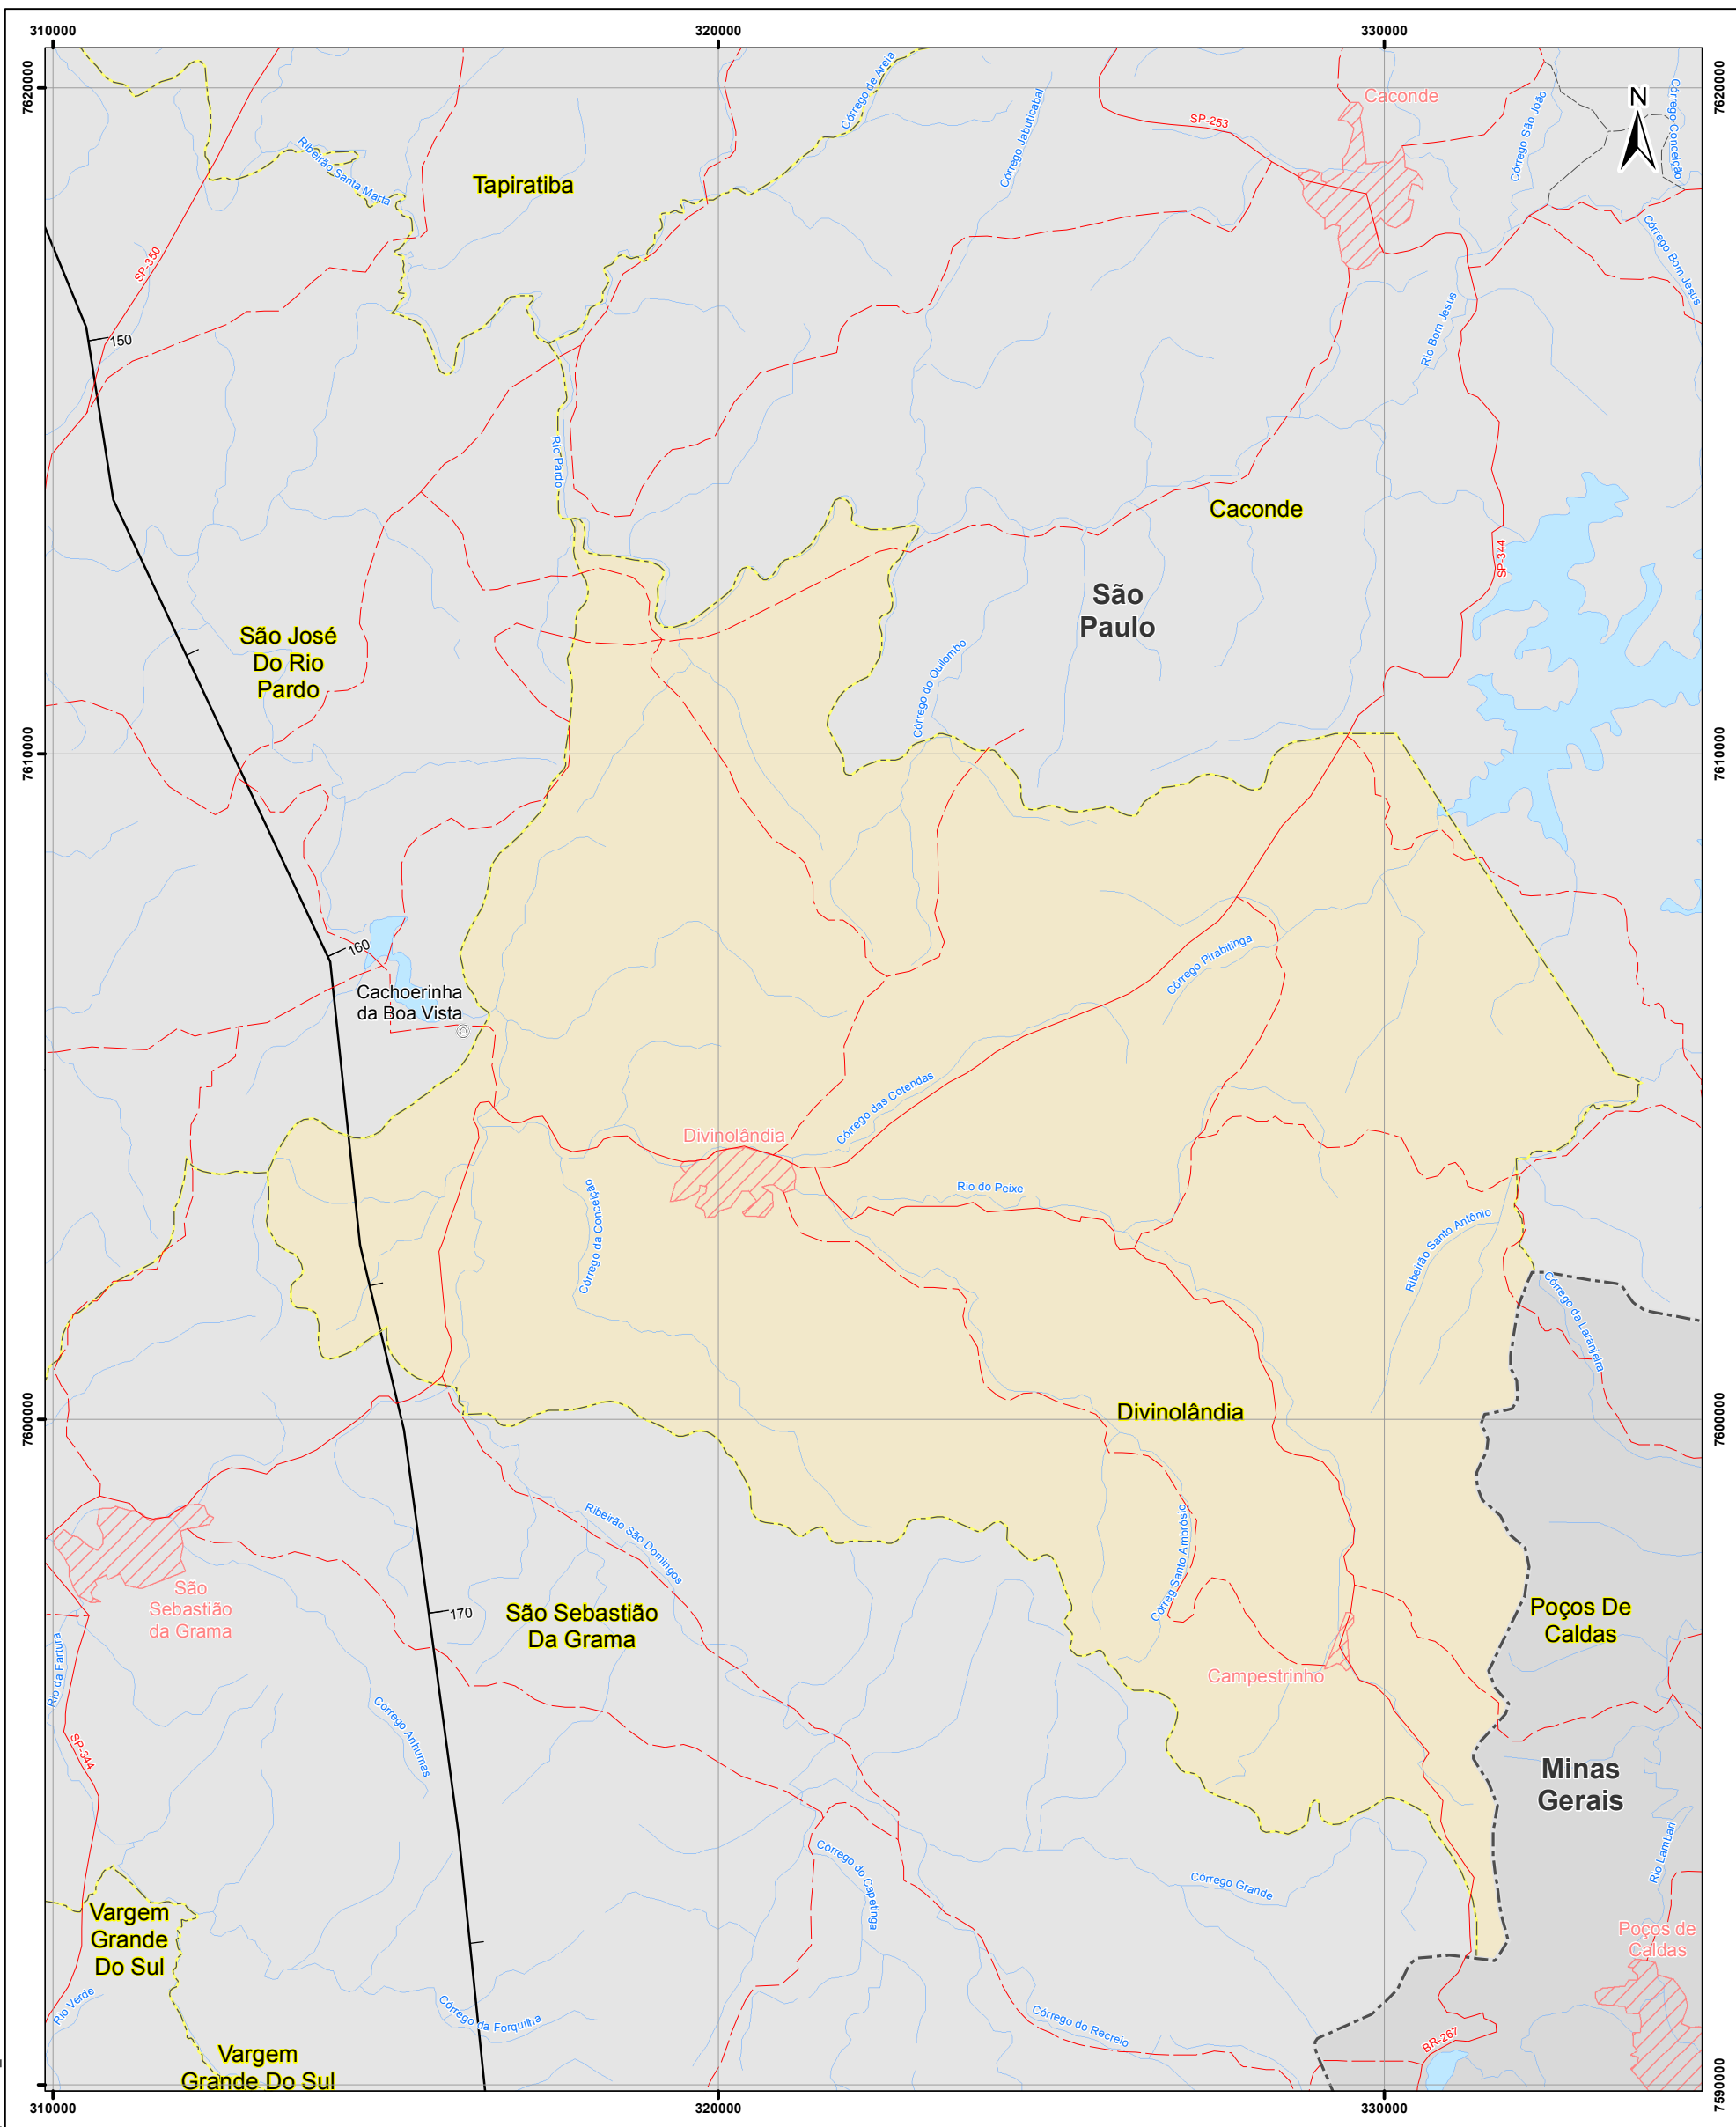 310000
320000
330000
7620000
7620000
N
Caconde
SP-253
Córrego de Areia
Córrego Jabuticabal
Córrego São João
Córrego Conceição
Ribeirão Santa Marta
Tapiratiba
SP-350
Córrego Bom Jesus
Rio Bom Jesus
150
Rio Pardo
Caconde
SP-344
São
Paulo
São José
Do Rio
Pardo
Córrego do Quilombo
7610000
7610000
160
Córrego Pirabitinga
Cachoerinha
da Boa Vista
Córrego das Cotendas
Divinolândia
Rio do Peixe
Córrego da Conceição
Ribeirão Santo Antônio
Córrego da Laranjeira
Divinolândia
7600000
7600000
Ribeirão São Domingos
Córreg Santo Ambrósio
São
Sebastião
da Grama
170
São Sebastião
Da Grama
Poços De
Caldas
Rio da Fartura
Campestrinho
Córrego Anhumas
SP-344
Minas
Gerais
Córrego do Capetinga
Rio Lambari
Córrego Grande
Vargem
Grande
Do Sul
Poços de
Caldas
Rio Verde
Córrego da Forquilha
Córrego do Recreio
BR-267
Vargem
Grande Do Sul
7590000
310000
320000
330000